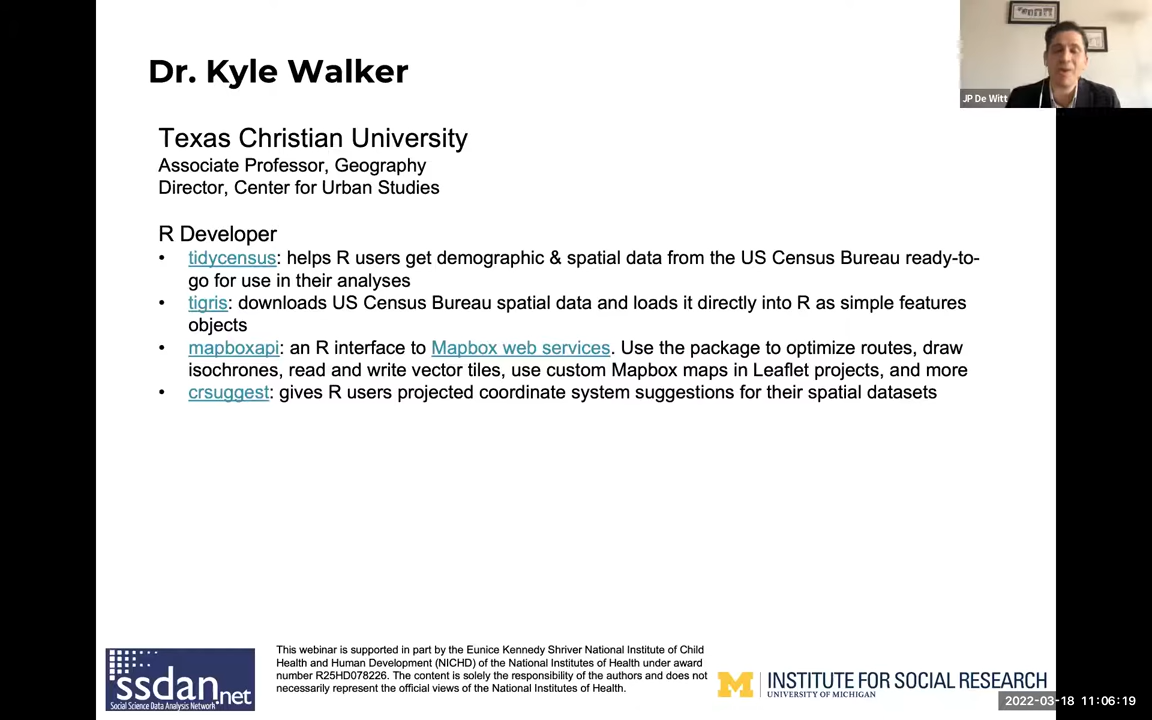 Dr. Kyle Walker
JP De Witt
Texas Christian University
Associate Professor, Geography
Director, Center for Urban Studies
R Developer
• tidycensus: helps R users get demographic & spatial data from the US Census Bureau ready-to-
go for use in their analyses
• tigris: downloads US Census Bureau spatial data and loads it directly into R as simple features
objects
• mapboxapi: an R interface to Mapbox web services. Use the package to optimize routes, draw
isochrones, read and write vector tiles, use custom Mapbox maps in Leaflet projects, and more
• crsuggest: gives R users projected coordinate system suggestions for their spatial datasets
ssdan.net
Social Science Data Analysis Network
This webinar is supported in part by the Eunice Kennedy Shriver National Institute of Child
Health and Human Development (NICHD) of the National Institutes of Health under award
number R25HD078226. The content is solely the responsibility of the authors and does not
necessarily represent the official views of the National Institutes of Health.
M INSTITUTE FOR SOCIAL RESEARCH
UNIVERSITY OF MICHIGAN
2022-03-18 11:06:19